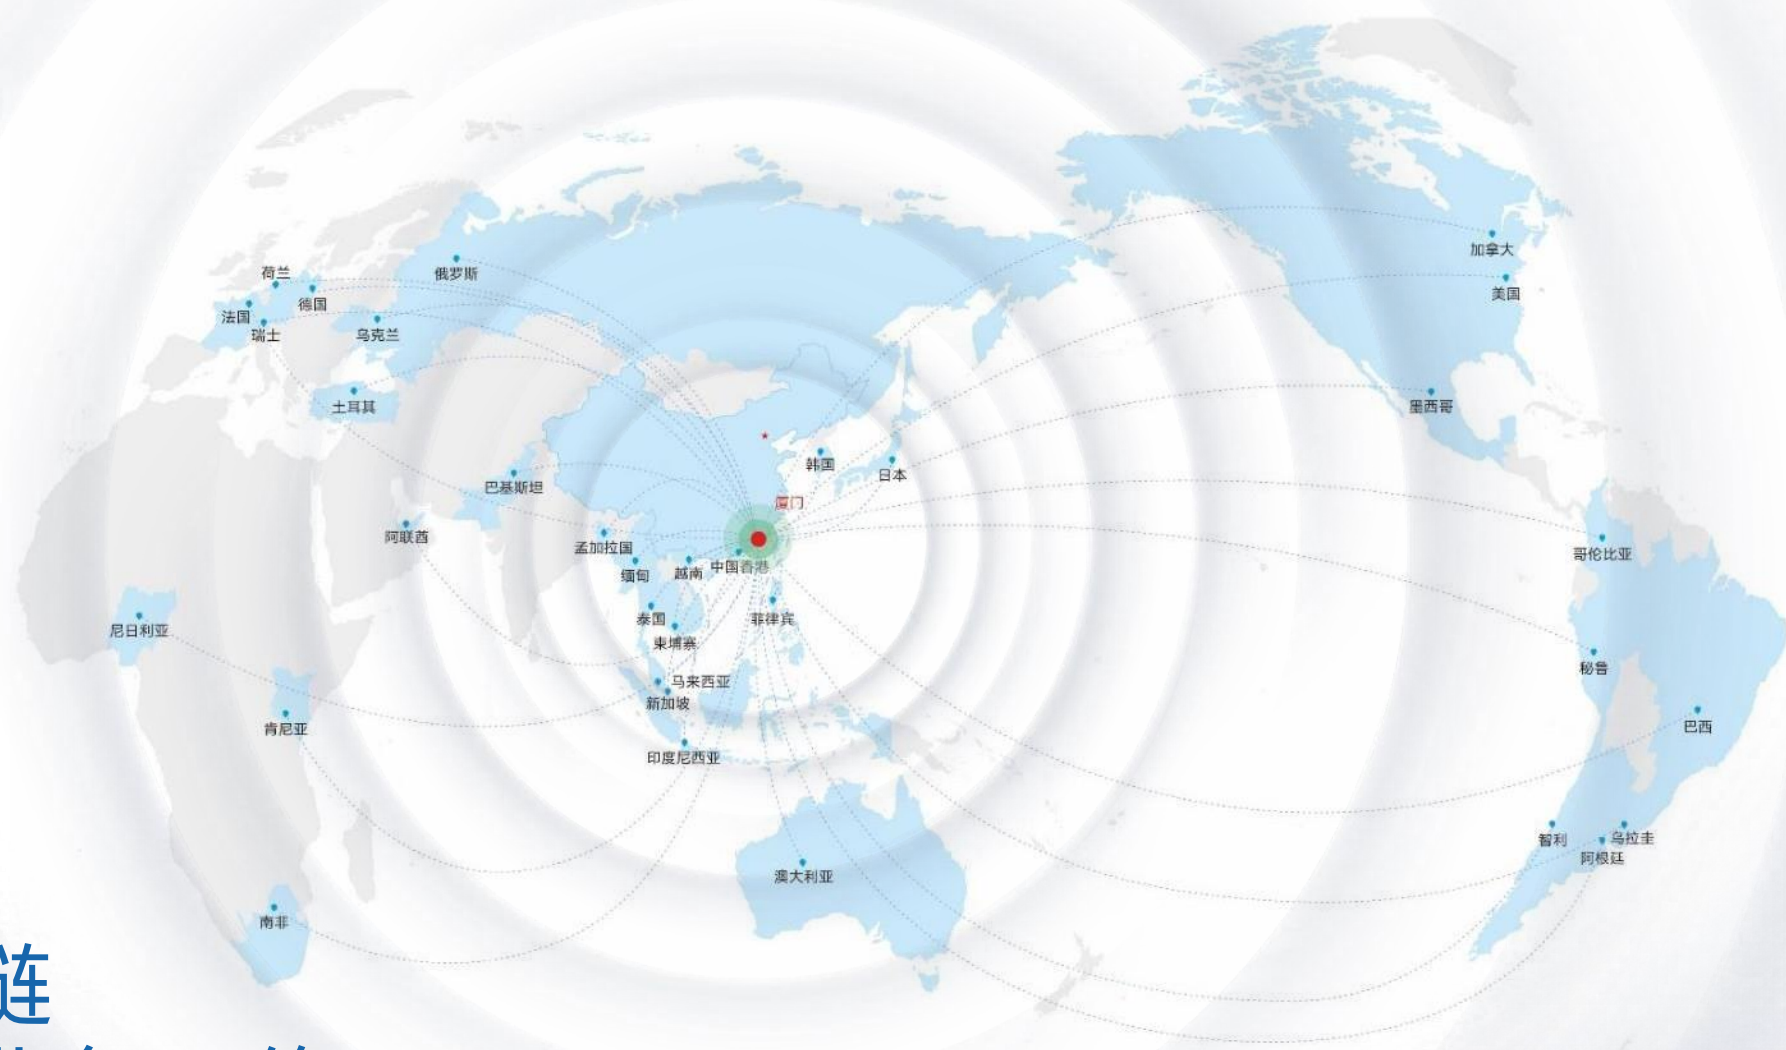 加拿大
美国
荷兰
俄罗斯
德国
法国
瑞士
乌克兰
土耳其
墨西哥
韩国
日本
巴基斯坦
厦门
阿联酋
孟加拉国
缅甸
越南
中国香港
哥伦比亚
尼日利亚
泰国
菲律宾
柬埔寨
秘鲁
马来西亚
新加坡
肯尼亚
巴西
印度尼西亚
智利
乌拉圭
阿根廷
澳大利亚
南非